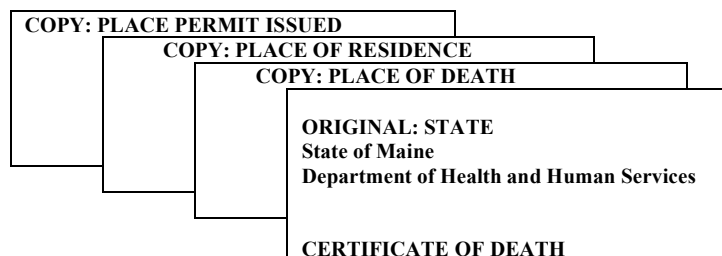 COPY: PLACE PERMIT ISSUED
COPY: PLACE OF RESIDENCE
COPY: PLACE OF DEATH
ORIGINAL: STATE
State of Maine
Department of Health and Human Services
CERTIFICATE OF DEATH